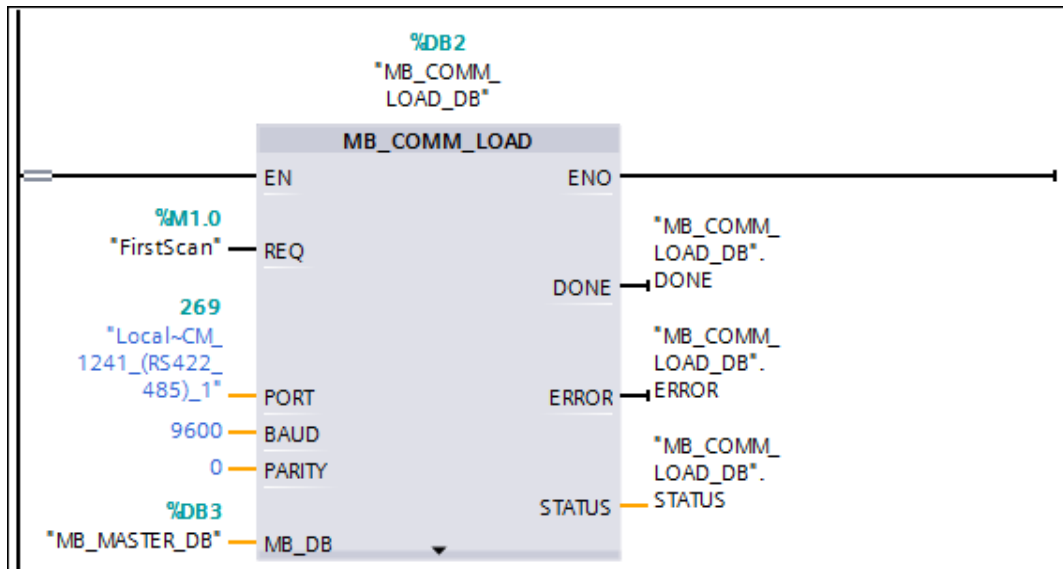 %DB2
"MB_COMM_
LOAD_DB"
MB_COMM_LOAD
EN
ENO
%M1.0
"FirstScan"
REQ
"MB_COMM_
LOAD_DB".
DONE
DONE
269
"Local~CM_
1241_(RS422_
485)_1"
PORT
"MB_COMM_
LOAD_DB".
ERROR
ERROR
9600
BAUD
0
PARITY
"MB_COMM_
LOAD_DB".
STATUS
STATUS
%DB3
"MB_MASTER_DB"
MB_DB